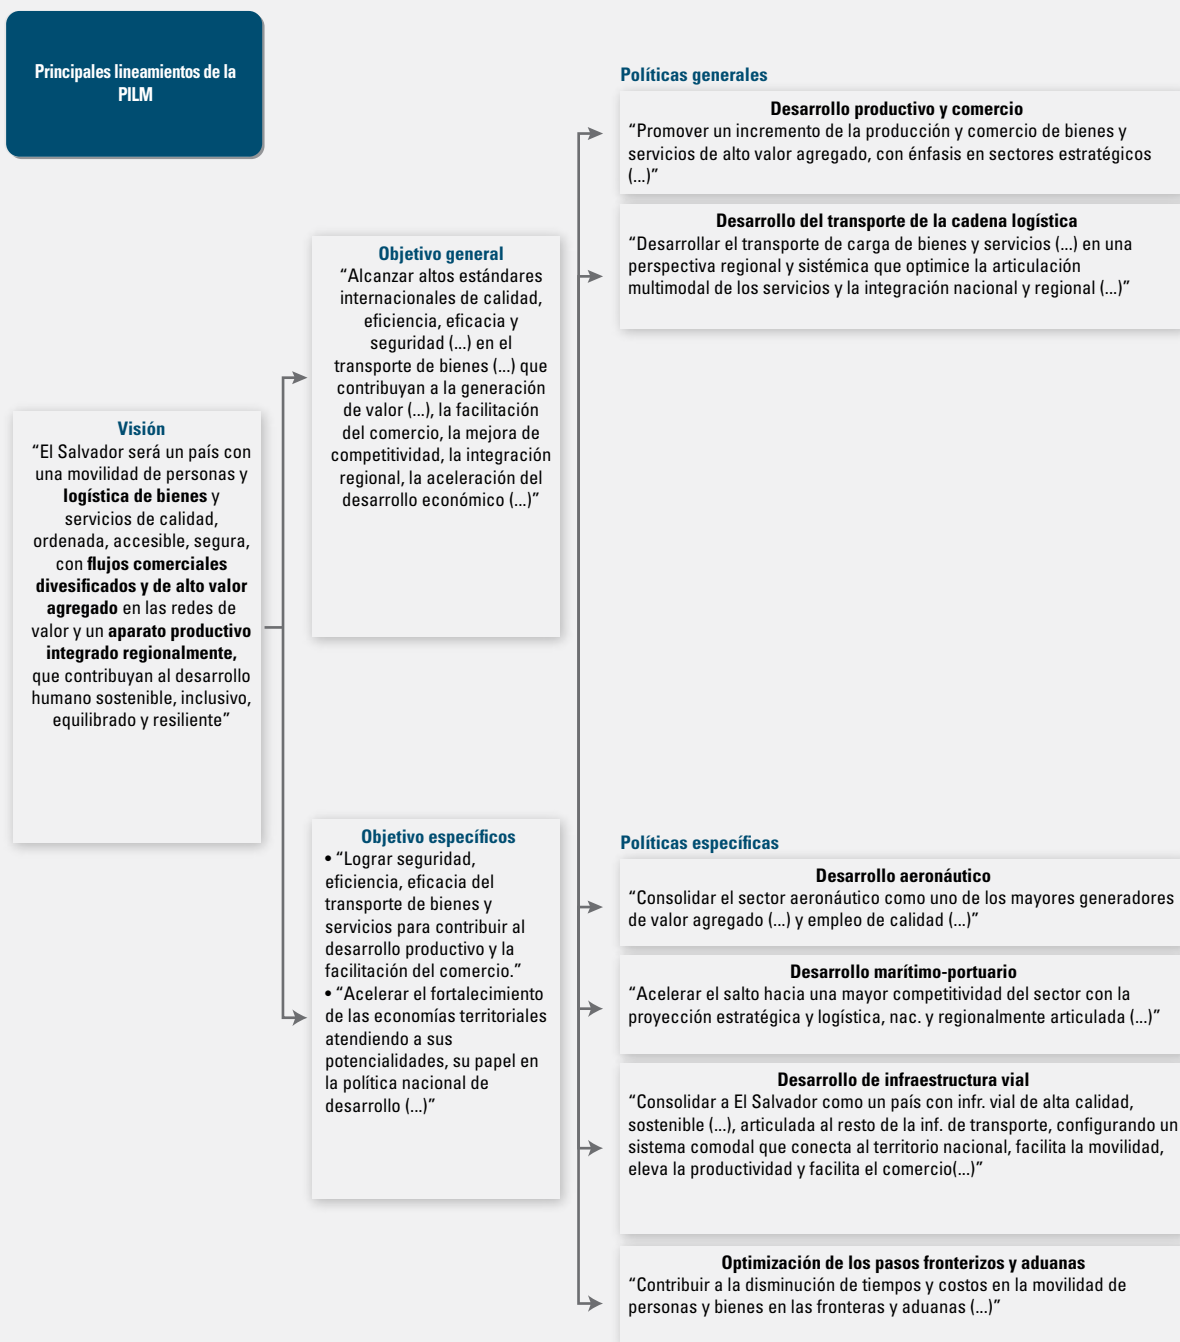 Principales lineamientos de la
PILM
Visión
“El Salvador será un país con
una movilidad de personas y
logística de bienes y
servicios de calidad,
ordenada, accesible, segura,
con flujos comerciales
divesificados y de alto valor
agregado en las redes de
valor y un aparato productivo
integrado regionalmente,
que contribuyan al desarrollo
humano sostenible, inclusivo,
equilibrado y resiliente”
Objetivo general
“Alcanzar altos estándares
internacionales de calidad,
eficiencia, eficacia y
seguridad (...) en el
transporte de bienes (...) que
contribuyan a la generación
de valor (...), la facilitación
del comercio, la mejora de
competitividad, la integración
regional, la aceleración del
desarrollo económico (...)”
Objetivo específicos
• “Lograr seguridad,
eficiencia, eficacia del
transporte de bienes y
servicios para contribuir al
desarrollo productivo y la
facilitación del comercio.”
• “Acelerar el fortalecimiento
de las economías territoriales
atendiendo a sus
potencialidades, su papel en
la política nacional de
desarrollo (...)”
Políticas generales
Desarrollo productivo y comercio
“Promover un incremento de la producción y comercio de bienes y
servicios de alto valor agregado, con énfasis en sectores estratégicos
(...)”
Desarrollo del transporte de la cadena logística
“Desarrollar el transporte de carga de bienes y servicios (...) en una
perspectiva regional y sistémica que optimice la articulación
multimodal de los servicios y la integración nacional y regional (...)”
Políticas específicas
Desarrollo aeronáutico
“Consolidar el sector aeronáutico como uno de los mayores generadores
de valor agregado (...) y empleo de calidad (...)”
Desarrollo marítimo-portuario
“Acelerar el salto hacia una mayor competitividad del sector con la
proyección estratégica y logística, nac. y regionalmente articulada (...)”
Desarrollo de infraestructura vial
“Consolidar a El Salvador como un país con infr. vial de alta calidad,
sostenible (...), articulada al resto de la inf. de transporte, configurando un
sistema comodal que conecta al territorio nacional, facilita la movilidad,
eleva la productividad y facilita el comercio(...)”
Optimización de los pasos fronterizos y aduanas
“Contribuir a la disminución de tiempos y costos en la movilidad de
personas y bienes en las fronteras y aduanas (...)”